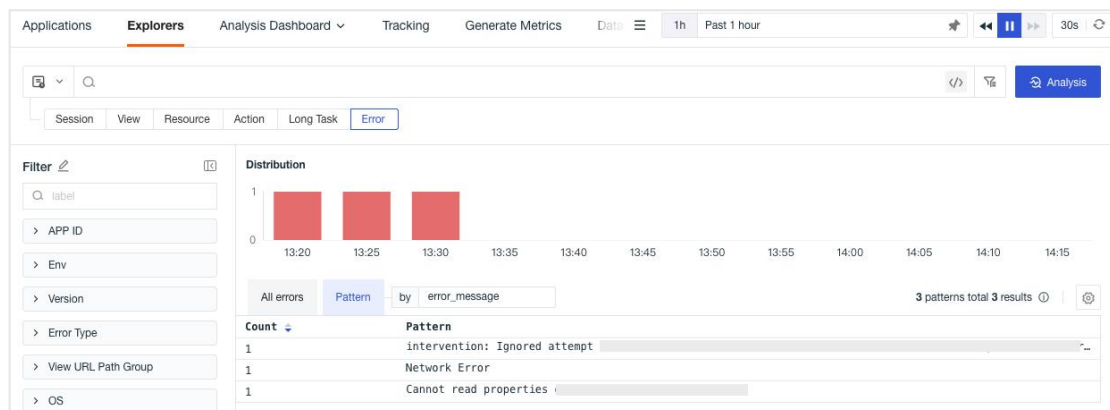 Applications Explorers Analysis Dashboard Tracking Generate Metrics Data 1h Past 1 hour 30s
</> Analysis
Session View Resource Action Long Task Error
Filter
label
APP ID
Env
Version
Error Type
View URL Path Group
OS
Distribution
1
0
13:20 13:25 13:30 13:35 13:40 13:45 13:50 13:55 14:00 14:05 14:10 14:15
All errors Pattern by error_message 3 patterns total 3 results
Count Pattern
1 intervention: Ignored attempt r…
1 Network Error
1 Cannot read properties